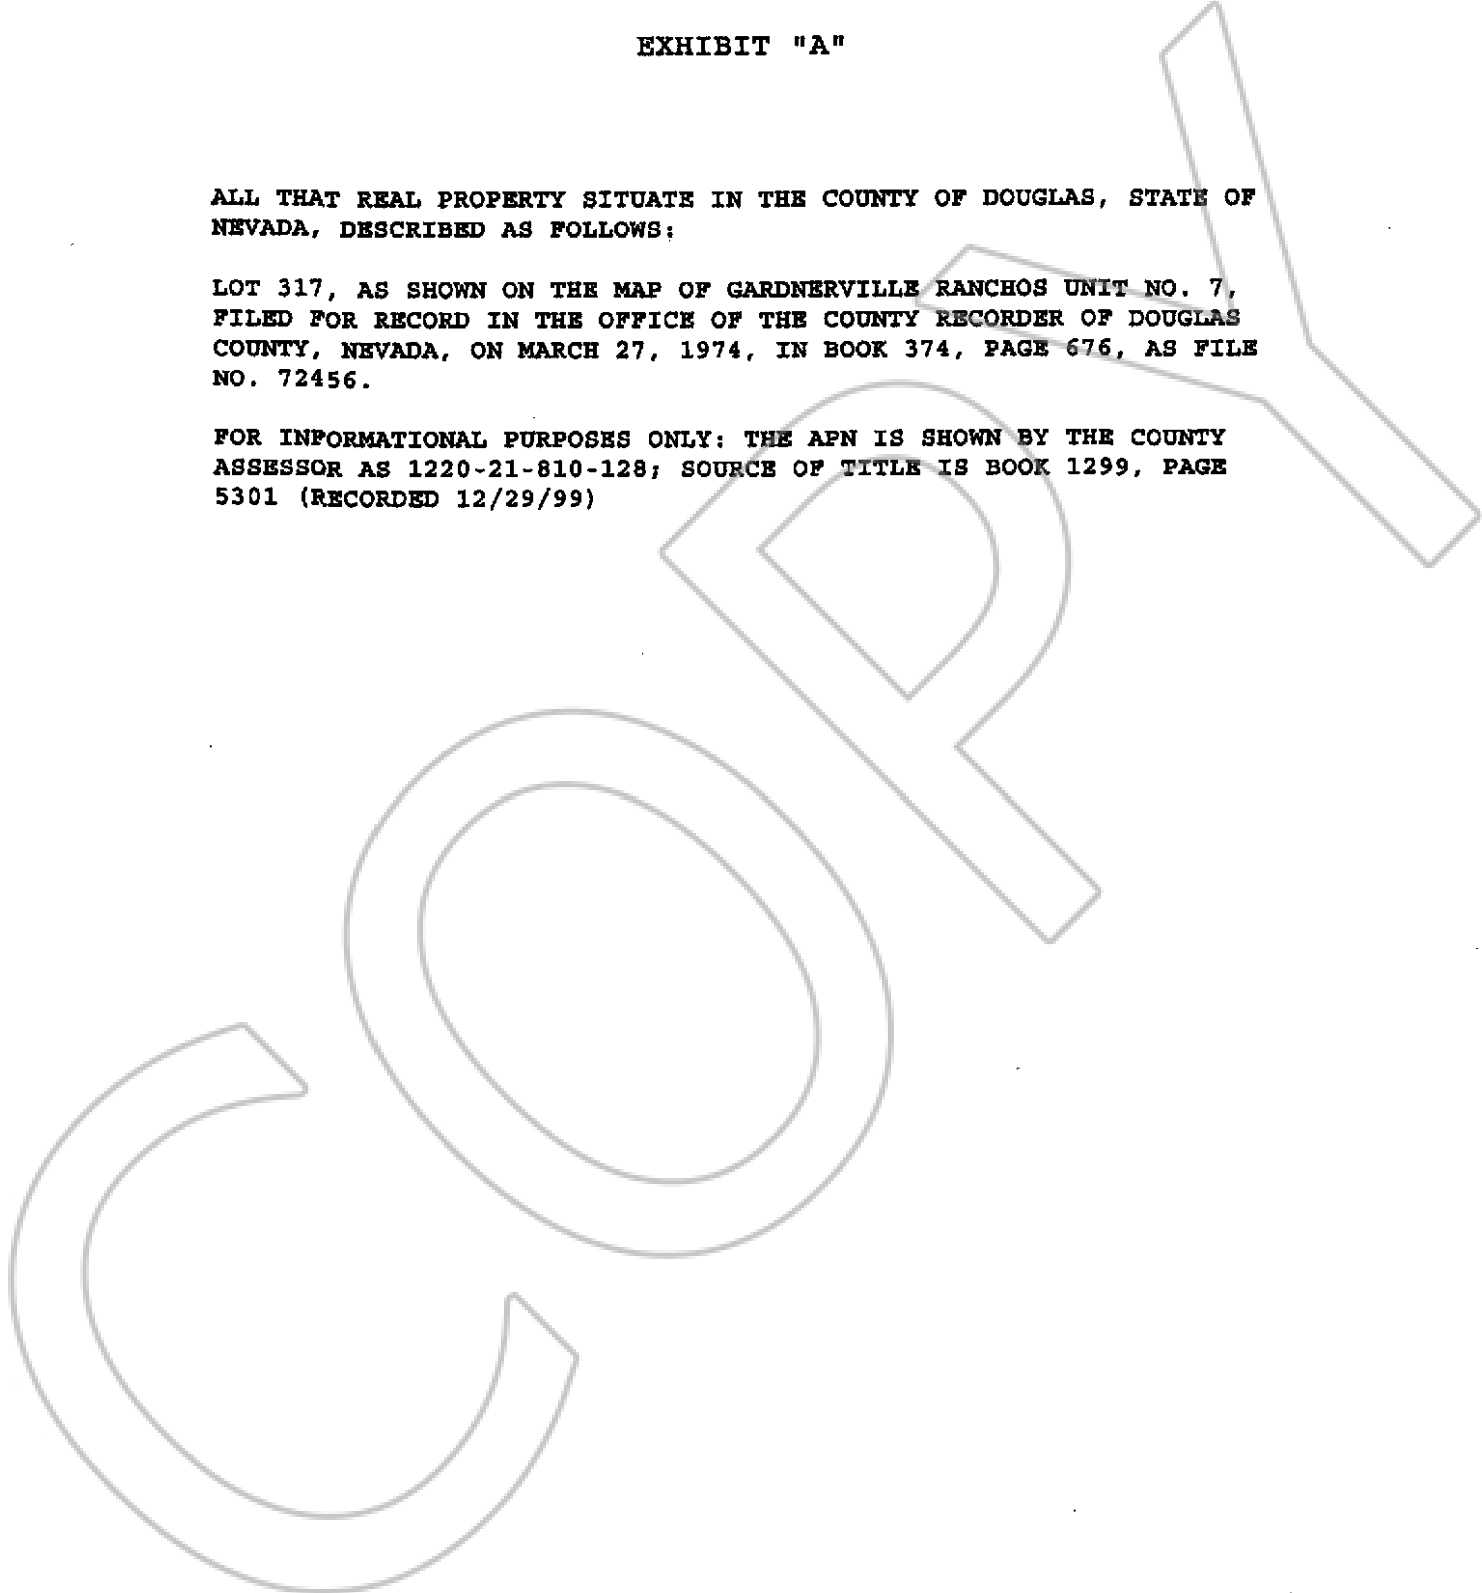 EXHIBIT "A"
ALL THAT REAL PROPERTY SITUATE IN THE COUNTY OF DOUGLAS, STATE OF
NEVADA, DESCRIBED AS FOLLOWS:
LOT 317, AS SHOWN ON THE MAP OF GARDNERVILLE RANCHOS UNIT NO. 7,
FILED FOR RECORD IN THE OFFICE OF THE COUNTY RECORDER OF DOUGLAS
COUNTY, NEVADA, ON MARCH 27, 1974, IN BOOK 374, PAGE 676, AS FILE
NO. 72456.
FOR INFORMATIONAL PURPOSES ONLY: THE APN IS SHOWN BY THE COUNTY
ASSESSOR AS 1220-21-810-128; SOURCE OF TITLE IS BOOK 1299, PAGE
5301 (RECORDED 12/29/99)
COPY